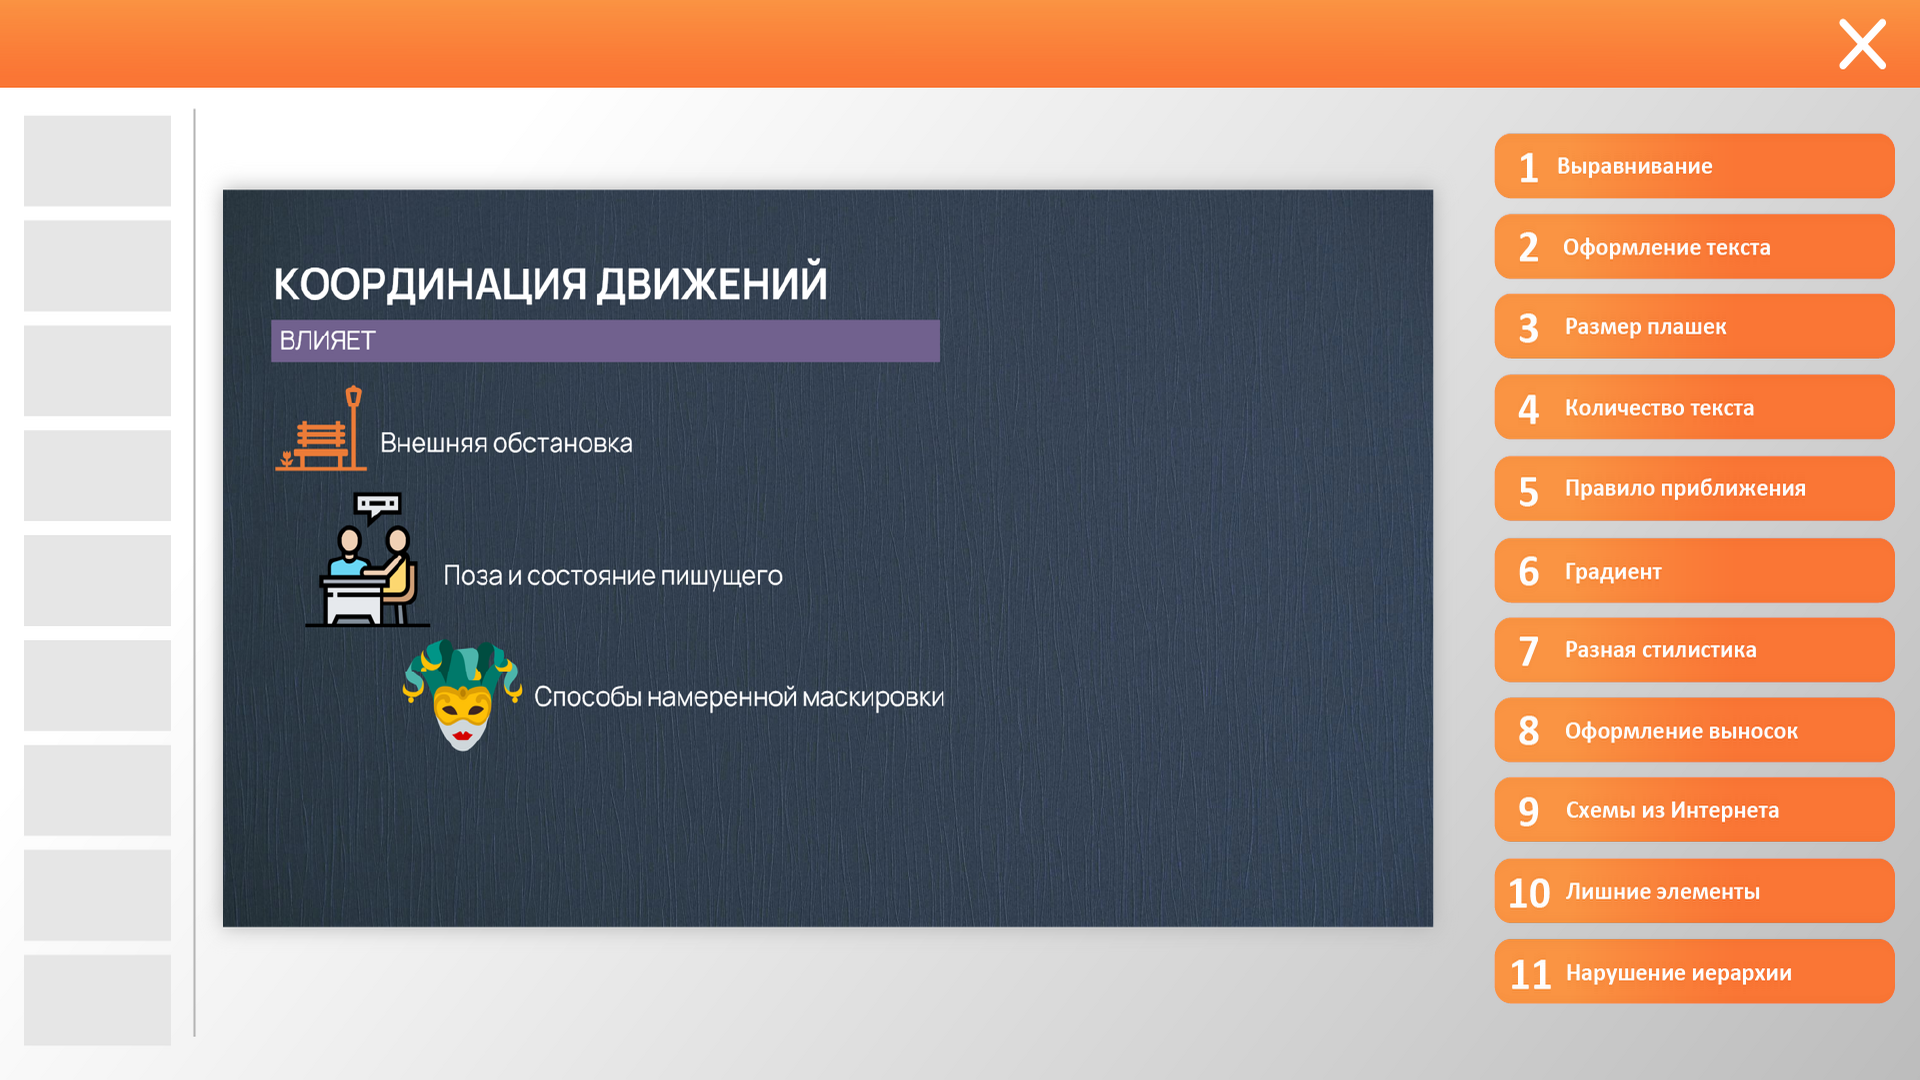 КООРДИНАЦИЯ ДВИЖЕНИЙ
ВЛИЯЕТ
Внешняя обстановка
Поза и состояние пишущего
Способы намеренной маскировки
1 Выравнивание
2 Оформление текста
3 Размер плашек
4 Количество текста
5 Правило приближения
6 Градиент
7 Разная стилистика
8 Оформление выносок
9 Схемы из Интернета
10 Лишние элементы
11 Нарушение иерархии